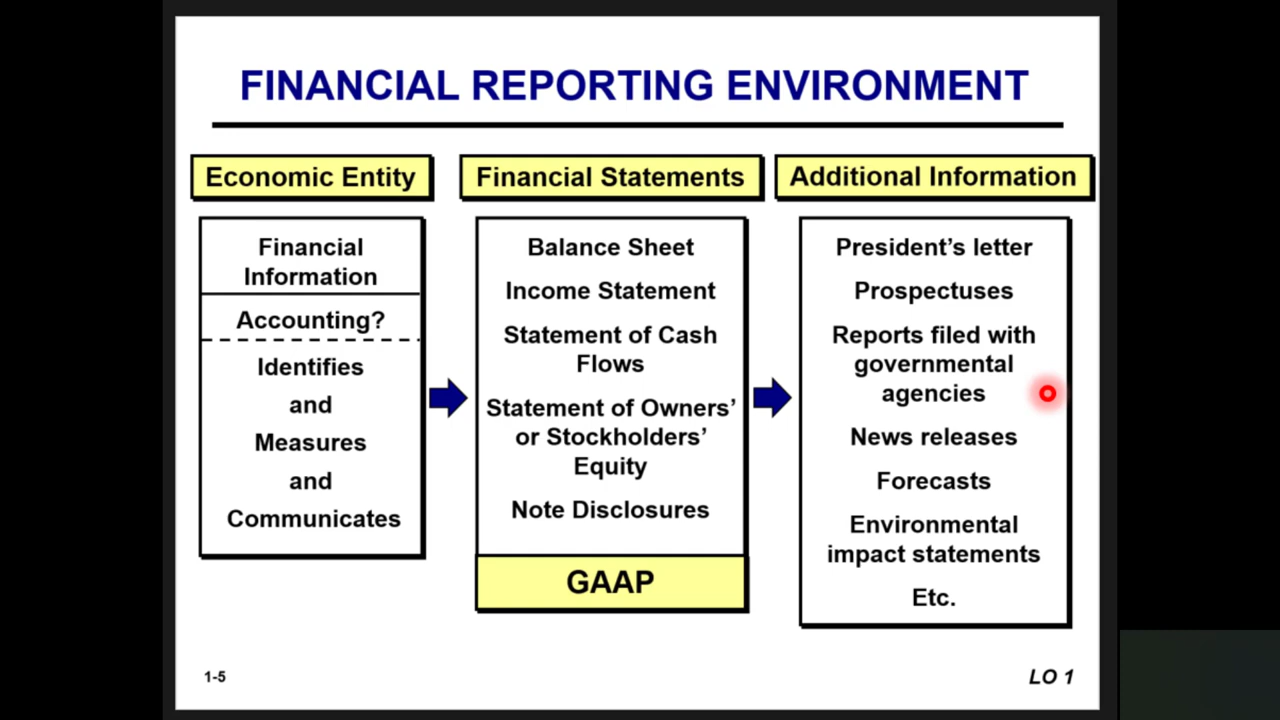 FINANCIAL REPORTING ENVIRONMENT
Economic Entity
Financial
Information
Accounting?
Identifies
and
Measures
and
Communicates
Financial Statements
Balance Sheet
Income Statement
Statement of Cash
Flows
Statement of Owners’
or Stockholders’
Equity
Note Disclosures
GAAP
Additional Information
President’s letter
Prospectuses
Reports filed with
governmental
agencies
News releases
Forecasts
Environmental
impact statements
Etc.
1-5
LO 1